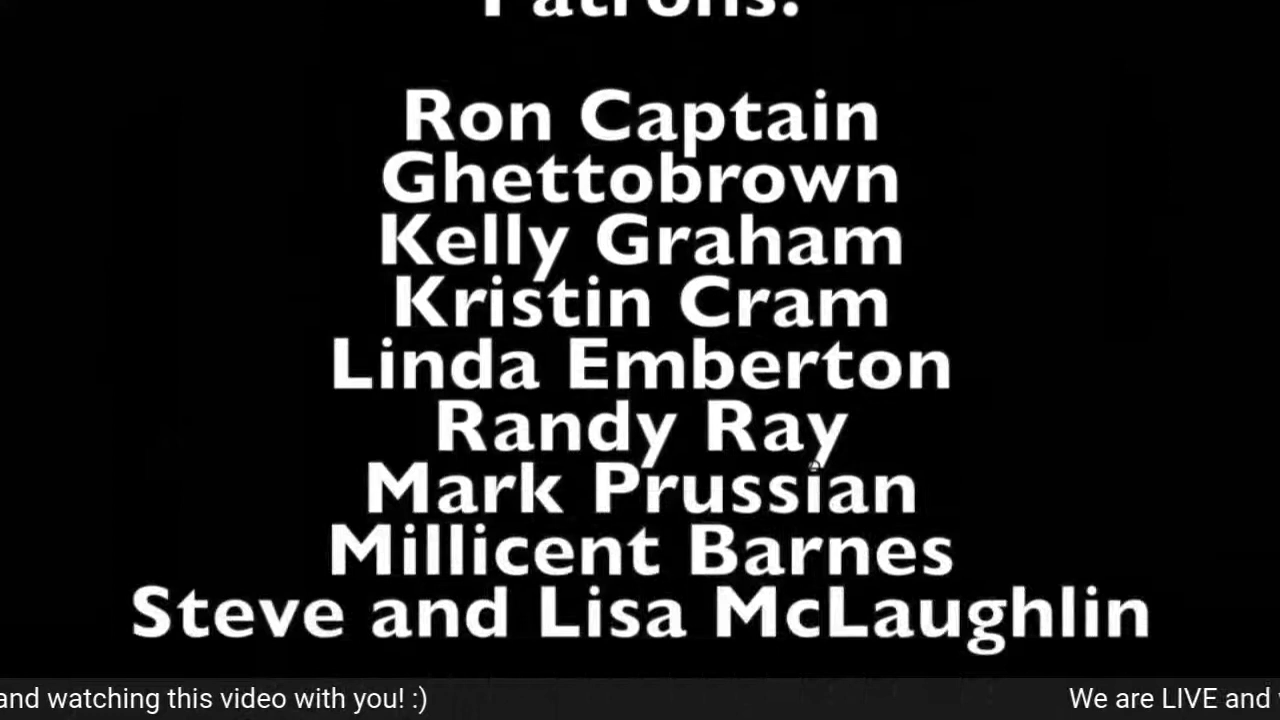 Patrons:
Ron Captain
Ghettobrown
Kelly Graham
Kristin Cram
Linda Emberton
Randy Ray
Mark Prussian
Millicent Barnes
Steve and Lisa McLaughlin
and watching this video with you! :)
We are LIVE and